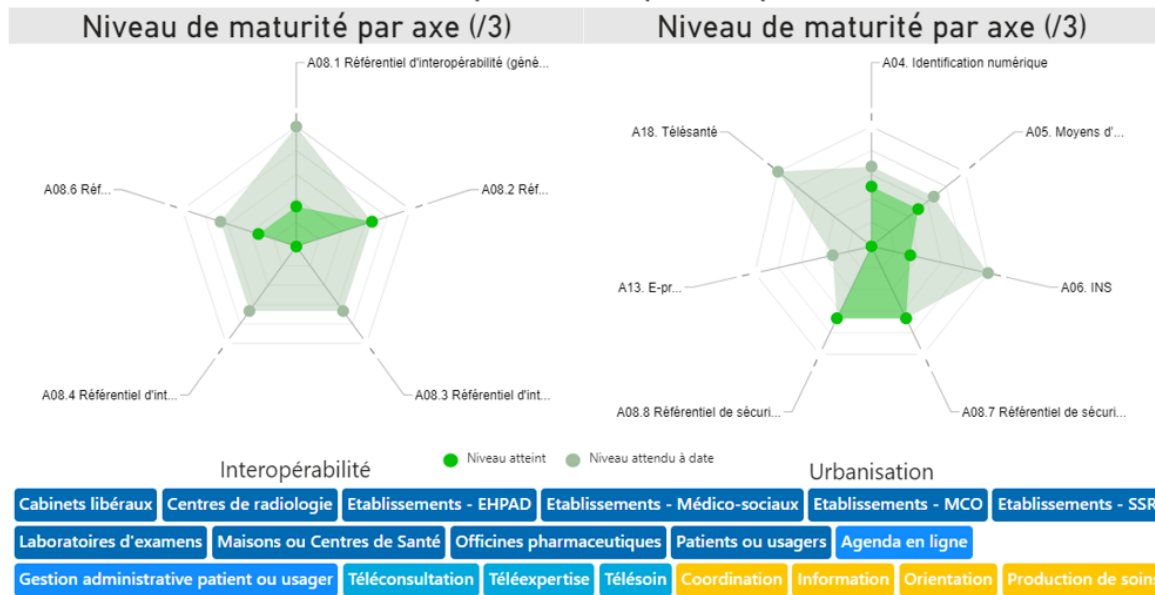 Niveau de maturité par axe (/3)
Niveau de maturité par axe (/3)
A08.1 Référentiel d'interopérabilité (géné...
A08.6 Réf...
A08.2 Réf...
A08.4 Référentiel d'int...
A08.3 Référentiel d'int...
A04. Identification numérique
A18. Télésanté
A05. Moyens d'...
A13. E-pr...
A06. INS
A08.8 Référentiel de sécuri...
A08.7 Référentiel de sécuri...
Interopérabilité
Niveau atteint Niveau attendu à date
Urbanisation
Cabinets libéraux Centres de radiologie Etablissements - EHPAD Etablissements - Médico-sociaux Etablissements - MCO Etablissements - SSR
Laboratoires d'examens Maisons ou Centres de Santé Officines pharmaceutiques Patients ou usagers Agenda en ligne
Gestion administrative patient ou usager Téléconsultation Téléexpertise Télésoin Coordination Information Orientation Production de soins